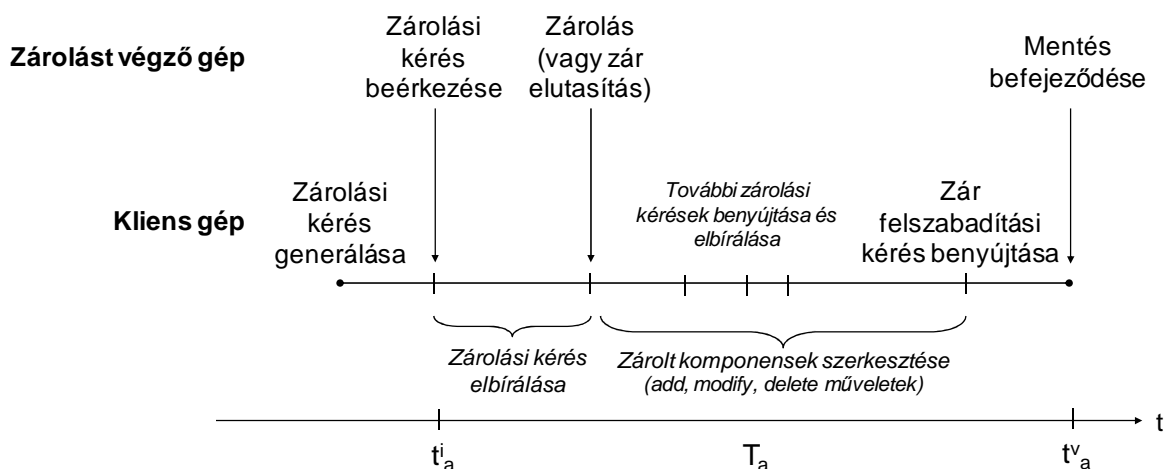 Zárolást végző gép
Zárolási
kérés
beérkezése
Zárolás
(vagy zár
elutasítás)
Mentés
befejeződése
Kliens gép
Zárolási
kérés
generálása
További zárolási
kérések benyújtása és
elbírálása
Zár
felszabadítási
kérés benyújtása
Zárolási kérés
elbírálása
Zárolt komponensek szerkesztése
(add, modify, delete műveletek)
t
tⁱₐ
Tₐ
tᵛₐ